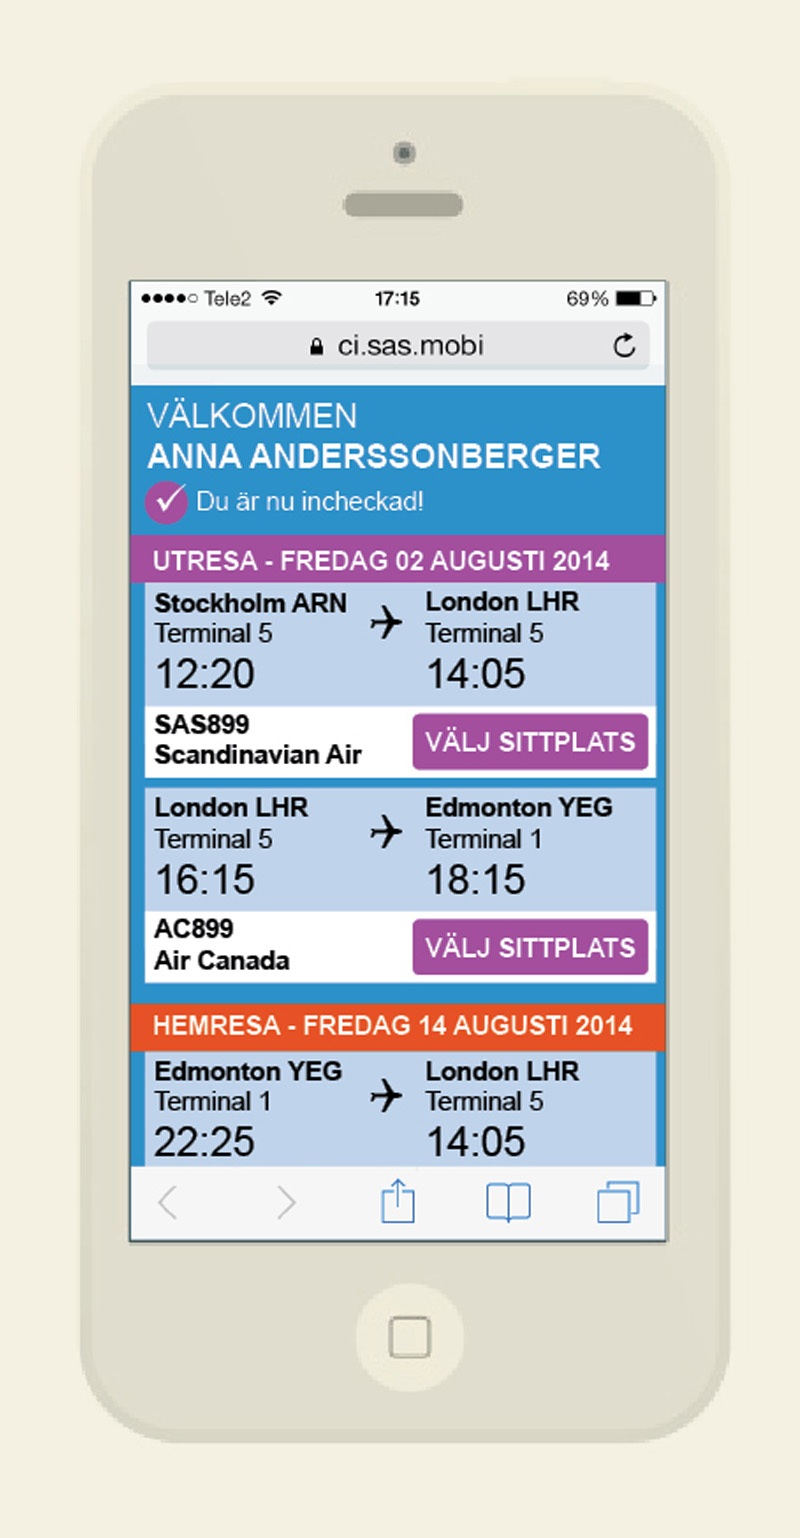 Tele2 17:15 69%
ci.sas.mobi
VÄLKOMMEN
ANNA ANDERSSONBERGER
Du är nu incheckad!
UTRESA - FREDAG 02 AUGUSTI 2014
Stockholm ARN London LHR
Terminal 5 Terminal 5
12:20 14:05
SAS899
Scandinavian Air
VÄLJ SITTPLATS
London LHR Edmonton YEG
Terminal 5 Terminal 1
16:15 18:15
AC899
Air Canada
VÄLJ SITTPLATS
HEMRESA - FREDAG 14 AUGUSTI 2014
Edmonton YEG London LHR
Terminal 1 Terminal 5
22:25 14:05